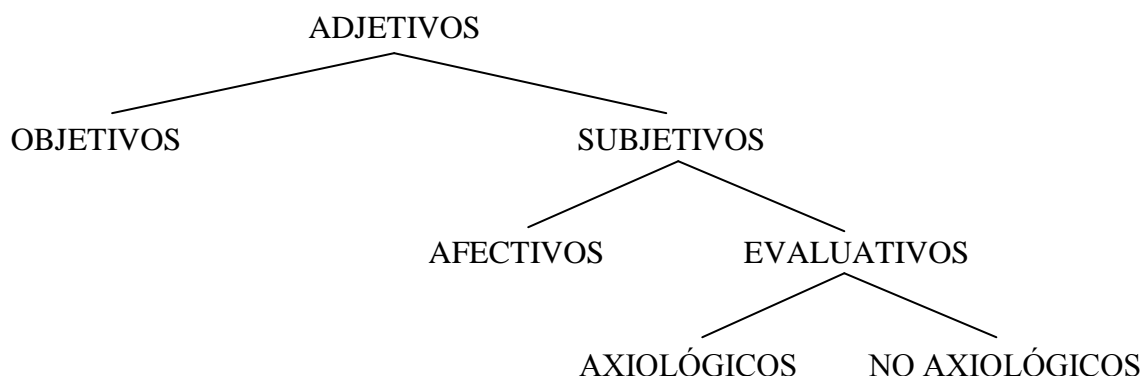 ADJETIVOS
OBJETIVOS SUBJETIVOS
AFECTIVOS EVALUATIVOS
AXIOLÓGICOS NO AXIOLÓGICOS